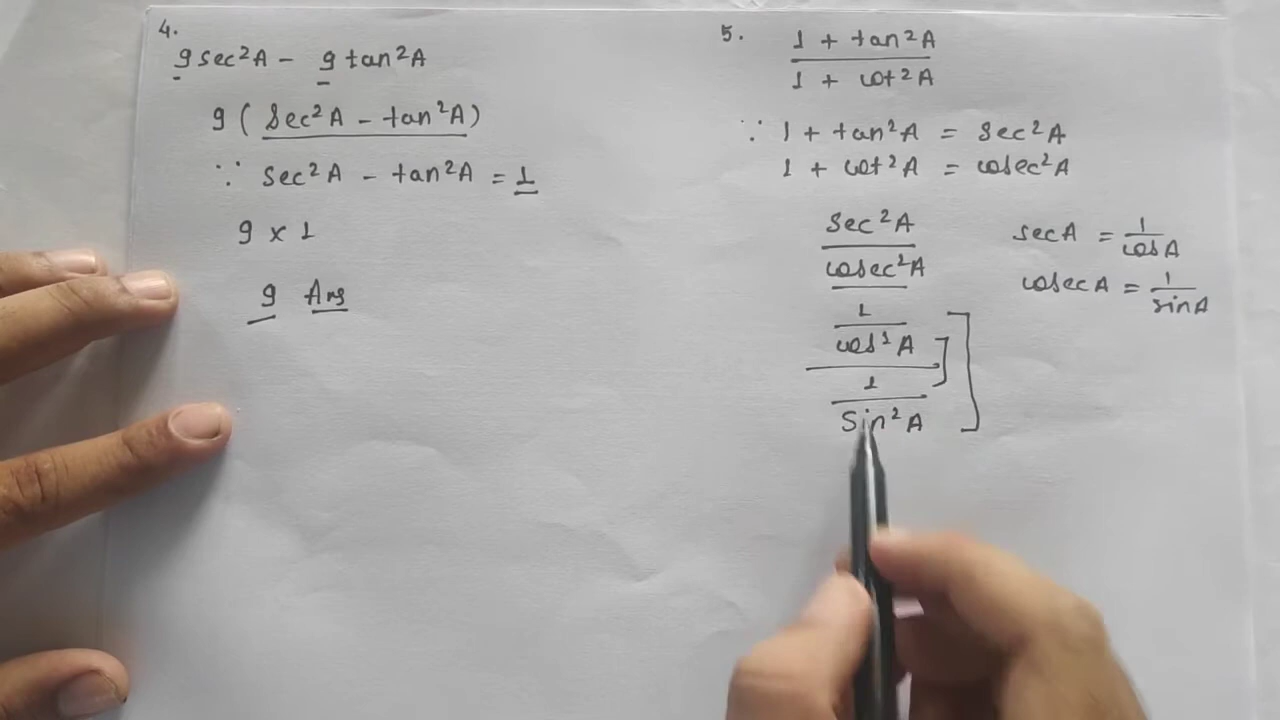 4.
9 sec²A - 9 tan²A
9 ( Sec²A - tan²A )
∵ sec²A - tan²A = 1
9 x 1
9 Ans
5.
1 + tan²A
1 + cot²A
∵ 1 + tan²A = sec²A
1 + cot²A = cosec²A
sec²A
cosec²A
secA = 1/cosA
cosecA = 1/sinA
1
cos²A
1
Sin²A